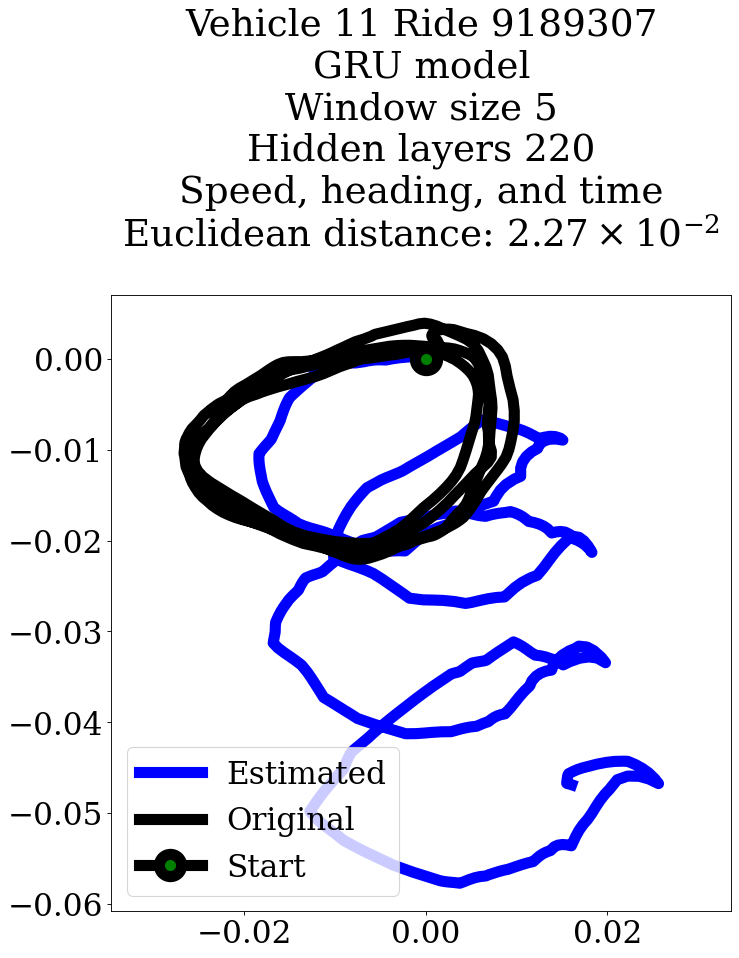 Vehicle 11 Ride 9189307
GRU model
Window size 5
Hidden layers 220
Speed, heading, and time
Euclidean distance: 2.27 × 10⁻²
0.00
−0.01
−0.02
−0.03
−0.04
−0.05
−0.06
Estimated
Original
Start
−0.02
0.00
0.02